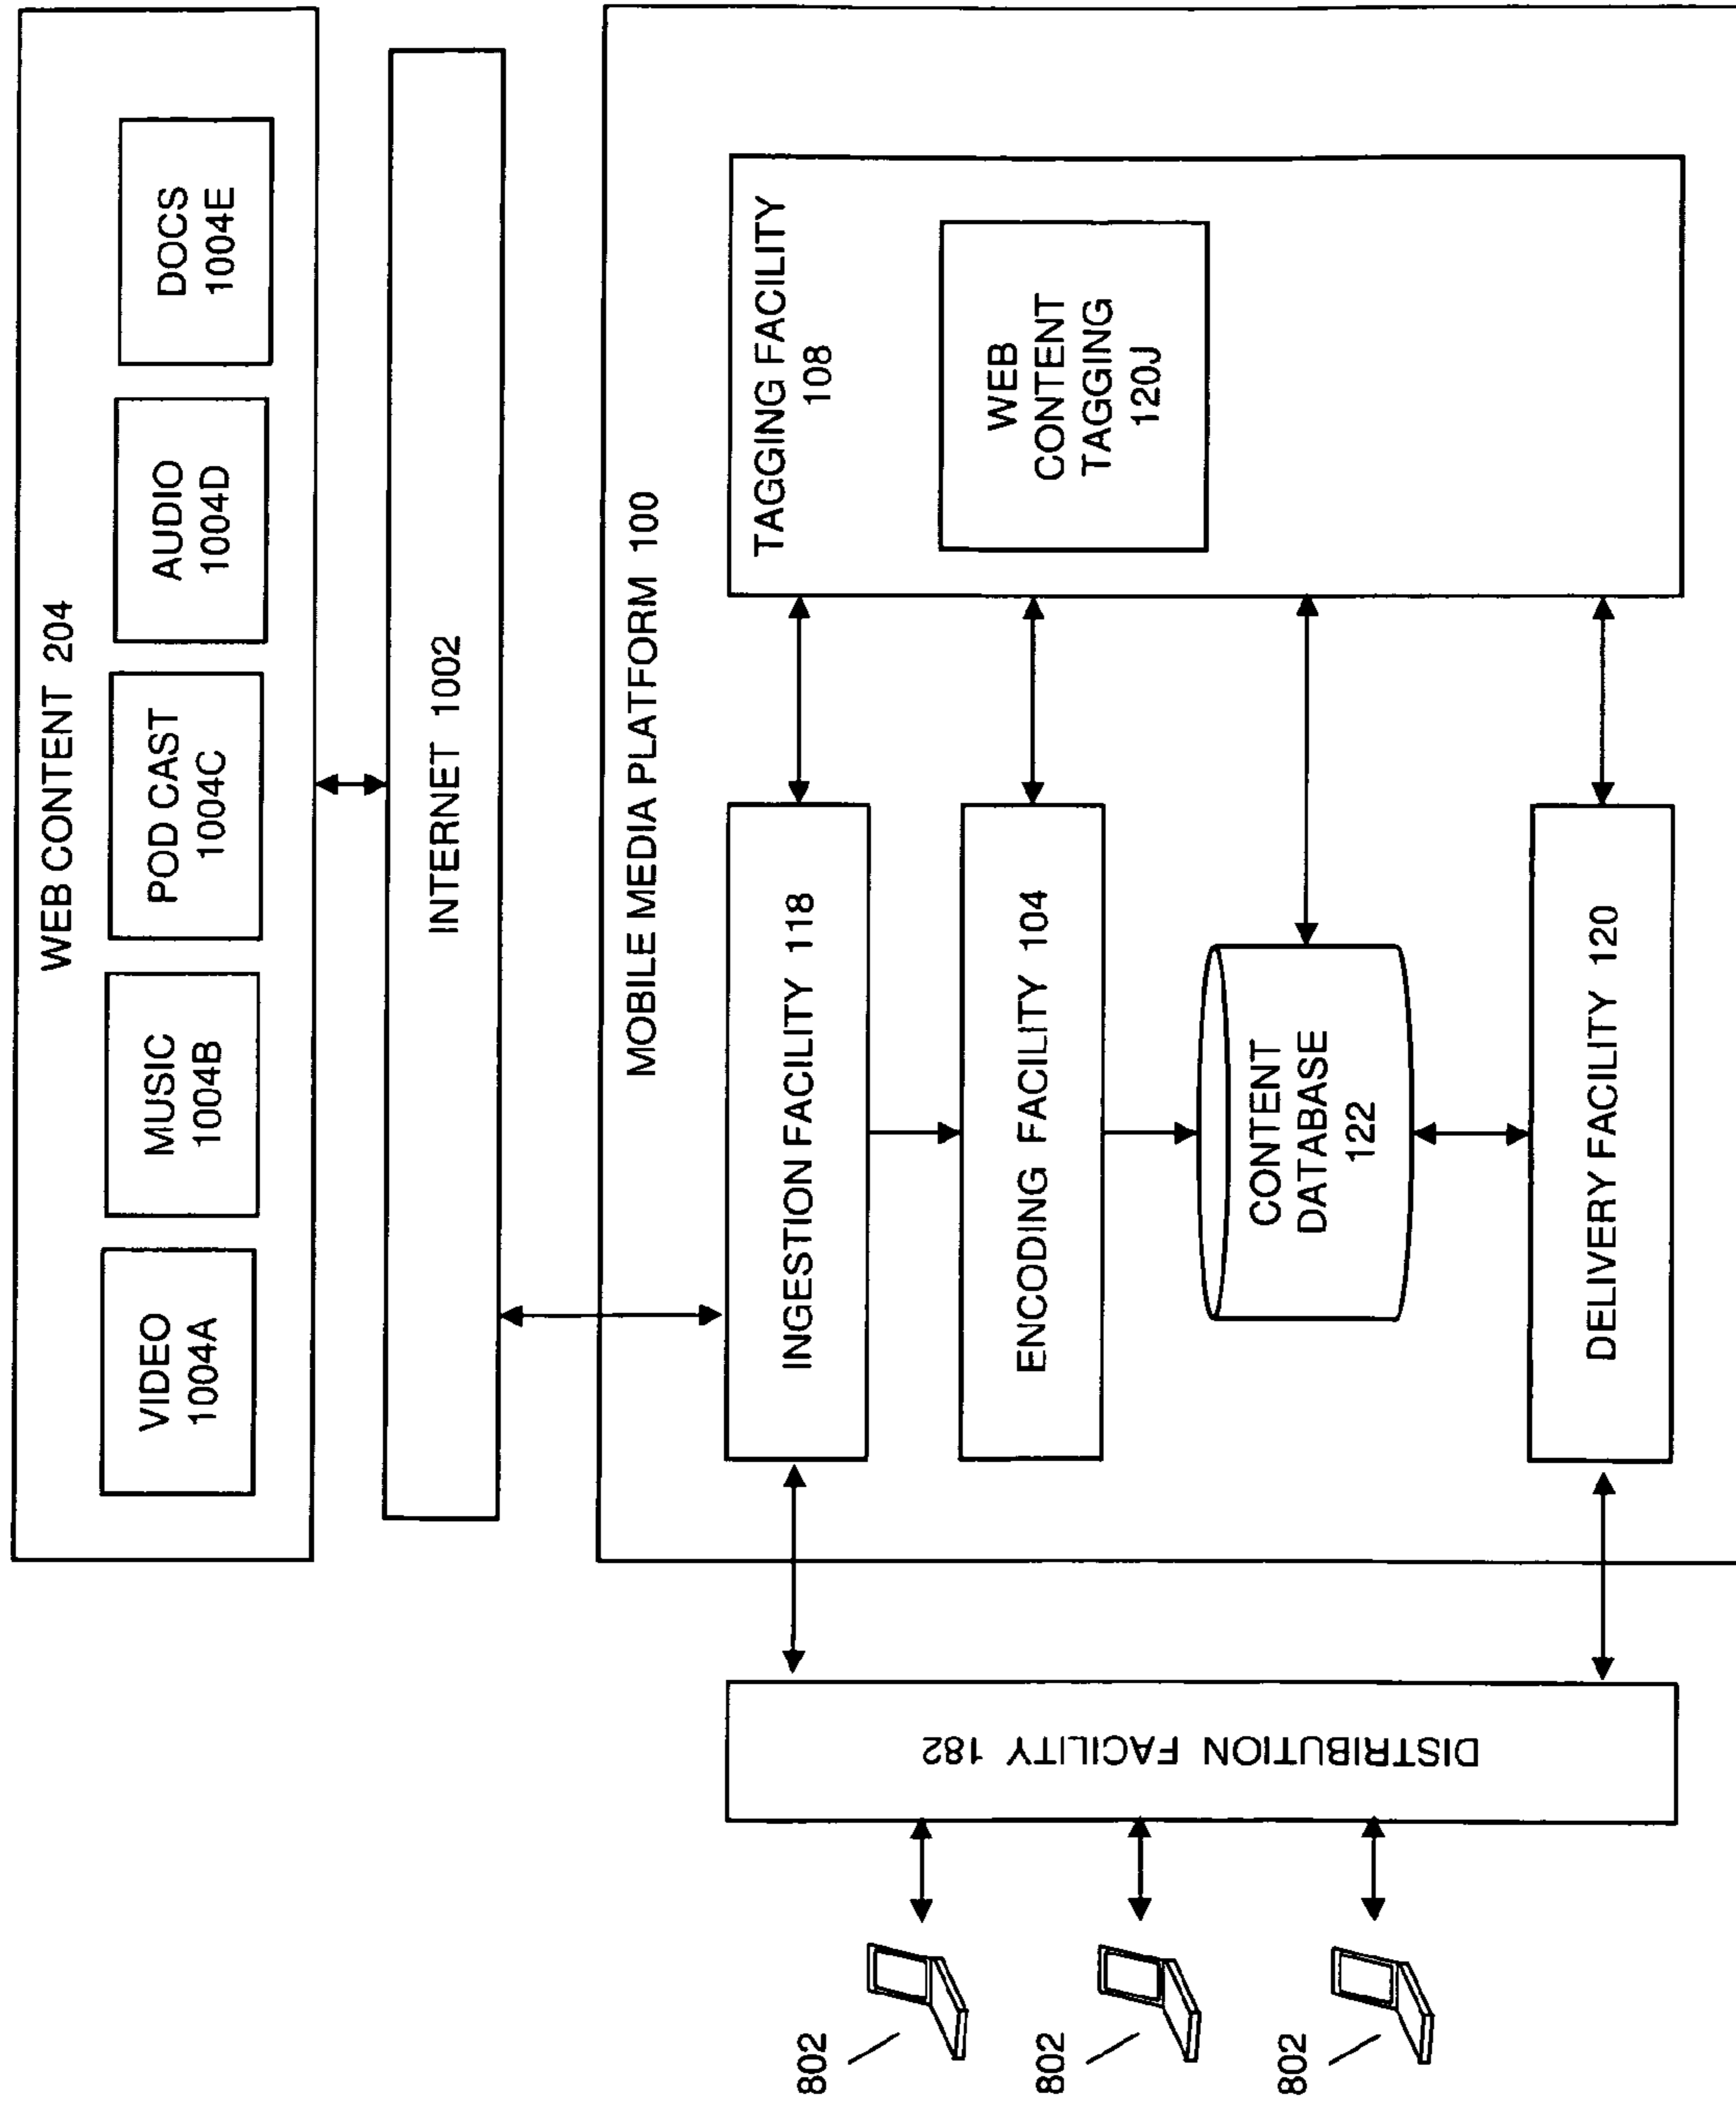 WEB CONTENT 204
VIDEO
1004A
MUSIC
1004B
POD CAST
1004C
AUDIO
1004D
DOCS
1004E
INTERNET 1002
MOBILE MEDIA PLATFORM 100
INGESTION FACILITY 118
ENCODING FACILITY 104
CONTENT
DATABASE
122
DELIVERY FACILITY 120
TAGGING FACILITY
108
WEB
CONTENT
TAGGING
120J
DISTRIBUTION FACILITY 182
802
802
802